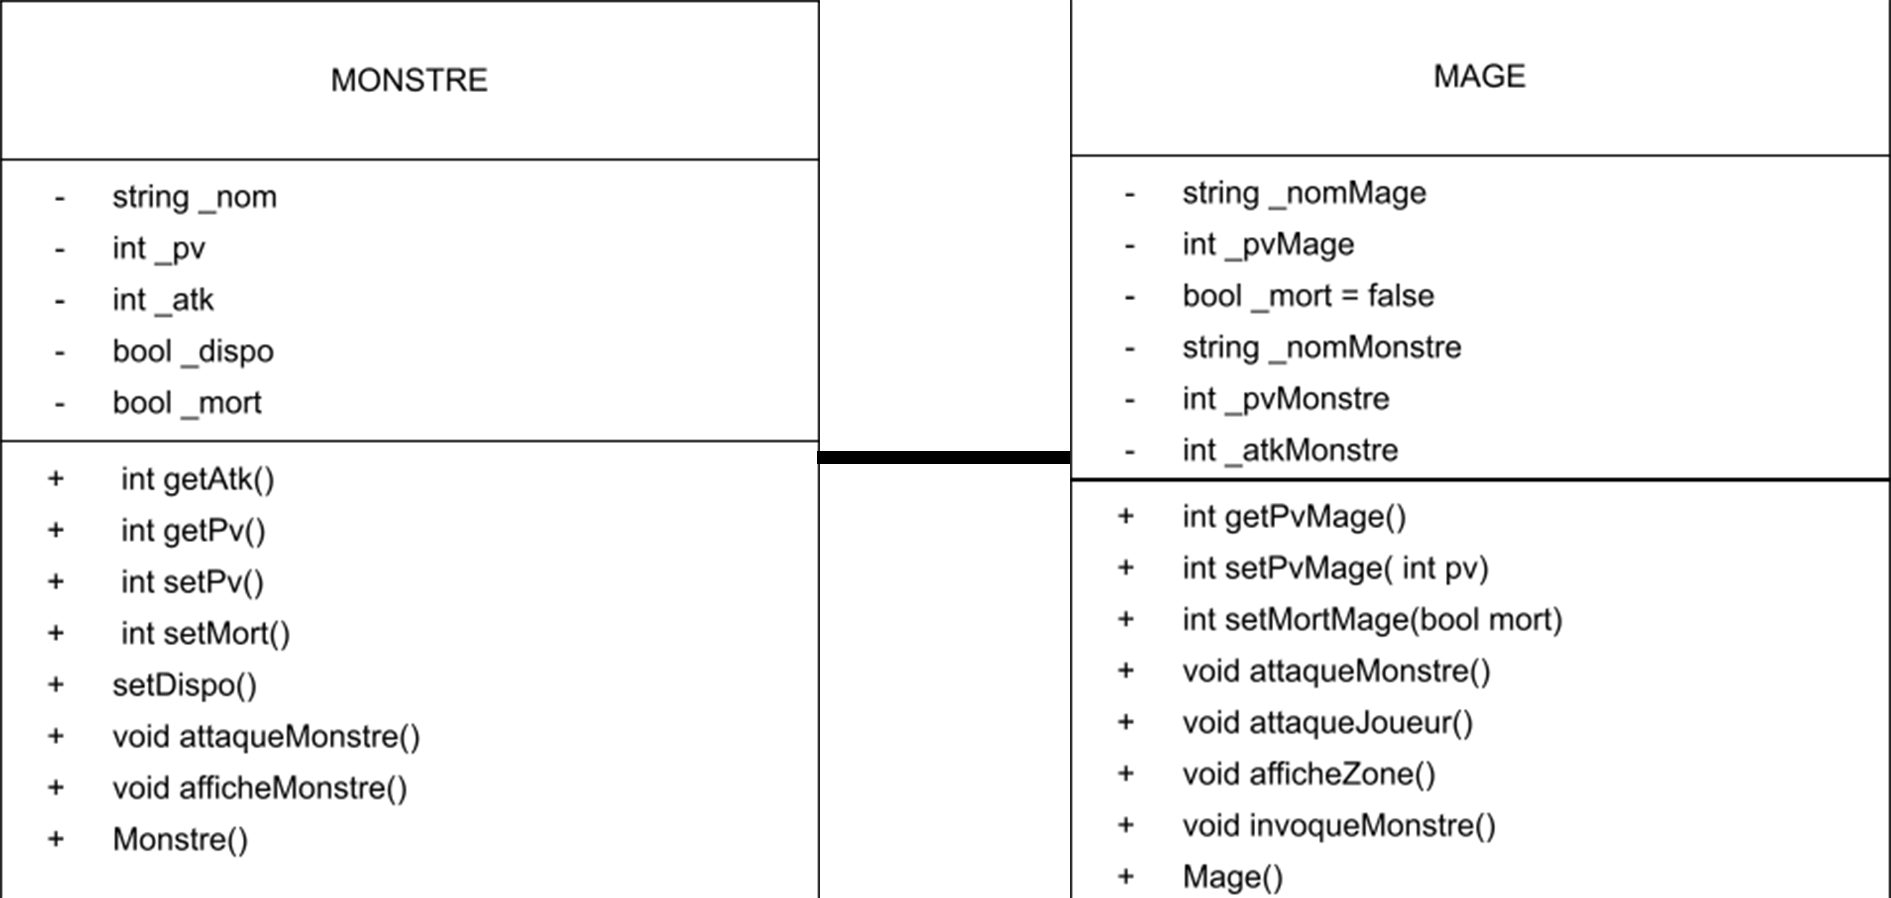 MONSTRE
- string _nom
- int _pv
- int _atk
- bool _dispo
- bool _mort
+ int getAtk()
+ int getPv()
+ int setPv()
+ int setMort()
+ setDispo()
+ void attaqueMonstre()
+ void afficheMonstre()
+ Monstre()
MAGE
- string _nomMage
- int _pvMage
- bool _mort = false
- string _nomMonstre
- int _pvMonstre
- int _atkMonstre
+ int getPvMage()
+ int setPvMage( int pv)
+ int setMortMage(bool mort)
+ void attaqueMonstre()
+ void attaqueJoueur()
+ void afficheZone()
+ void invoqueMonstre()
+ Mage()